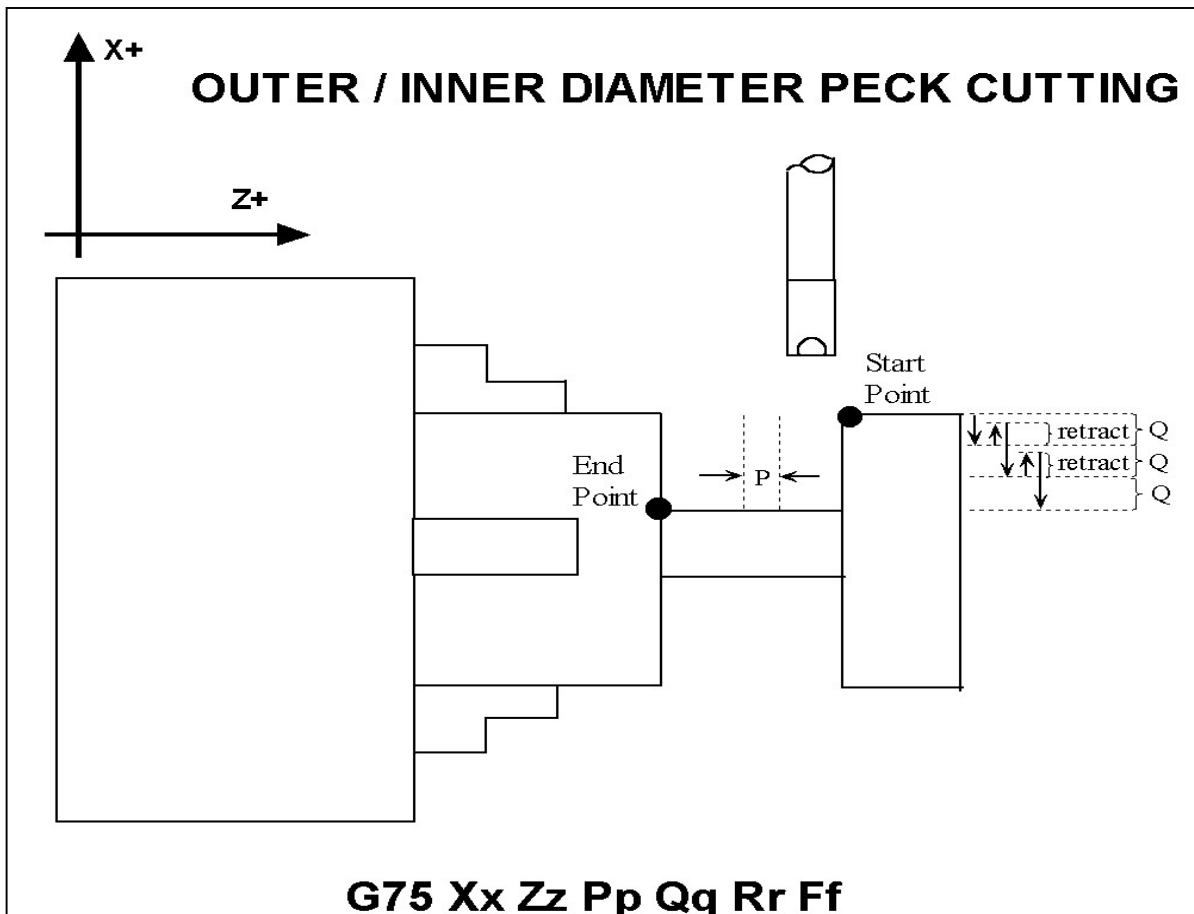 X+
OUTER / INNER DIAMETER PECK CUTTING
Z+
Start
Point
retract Q
retract Q
End
Point
P
Q
G75 Xx Zz Pp Qq Rr Ff